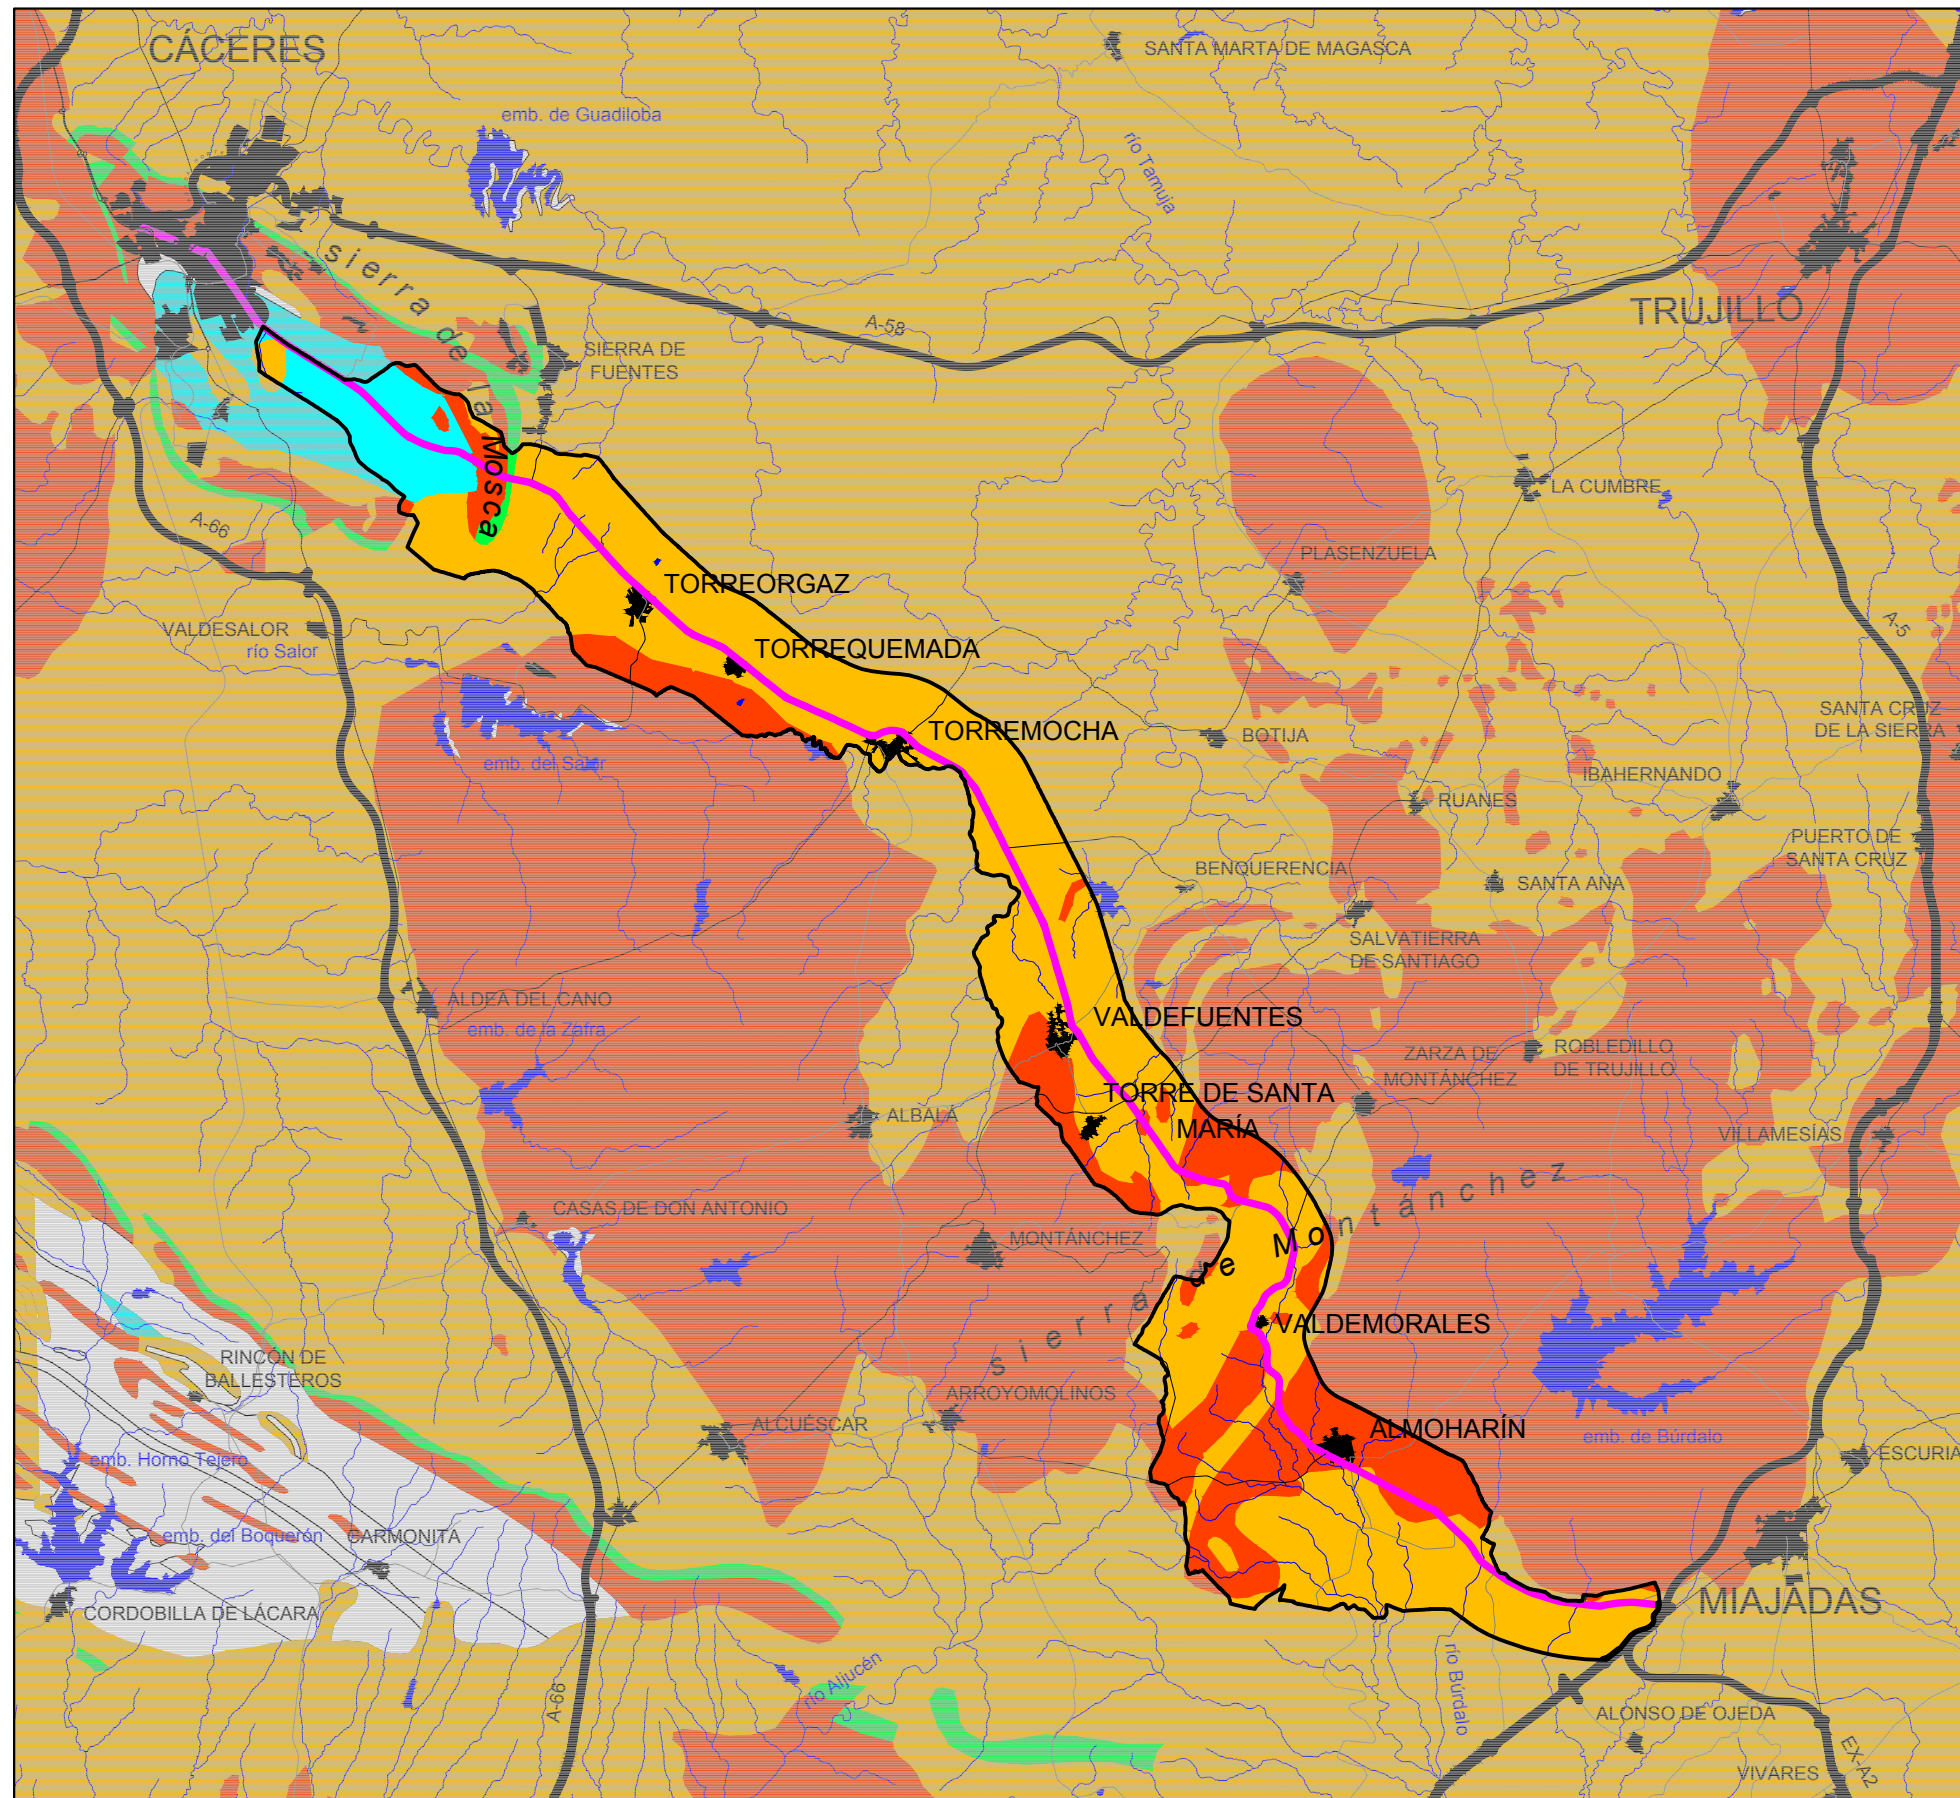 CÁCERES
SANTA MARTA DE MAGASCA
emb. de Guadiloba
río Tamuja
sierra de la Mosca
TRUJILLO
A-58
SIERRA DE
FUENTES
LA CUMBRE
A-66
PLASENZUELA
TORREORGAZ
A-5
VALDESALOR
río Salor
TORREQUEMADA
SANTA CRUZ
DE LA SIERRA
TORREMOCHA
BOTIJA
emb. del Salor
IBAHERNANDO
RUANES
PUERTO DE
SANTA CRUZ
BENQUERENCIA
SANTA ANA
SALVATIERRA
DE SANTIAGO
ALDEA DEL CANO
emb. de la Zafra
VALDEFUENTES
ZARZA DE
MONTÁNCHEZ
ROBLEDILLO
DE TRUJILLO
TORRE DE SANTA
MARÍA
ALBALÁ
VILLAMESÍAS
CASAS DE DON ANTONIO
MONTÁNCHEZ
sierra de Montánchez
VALDEMORALES
RINCÓN DE
BALLESTEROS
ARROYOMOLINOS
ALCUÉSCAR
ALMOHARÍN
emb. de Búrdalo
ESCURIA
emb. Horno Tejero
emb. del Boquerón
CARMONITA
CORDOBILLA DE LÁCARA
MIAJADAS
río Aljucén
A-66
río Búrdalo
ALONSO DE OJEDA
EX-A2
VIVARES